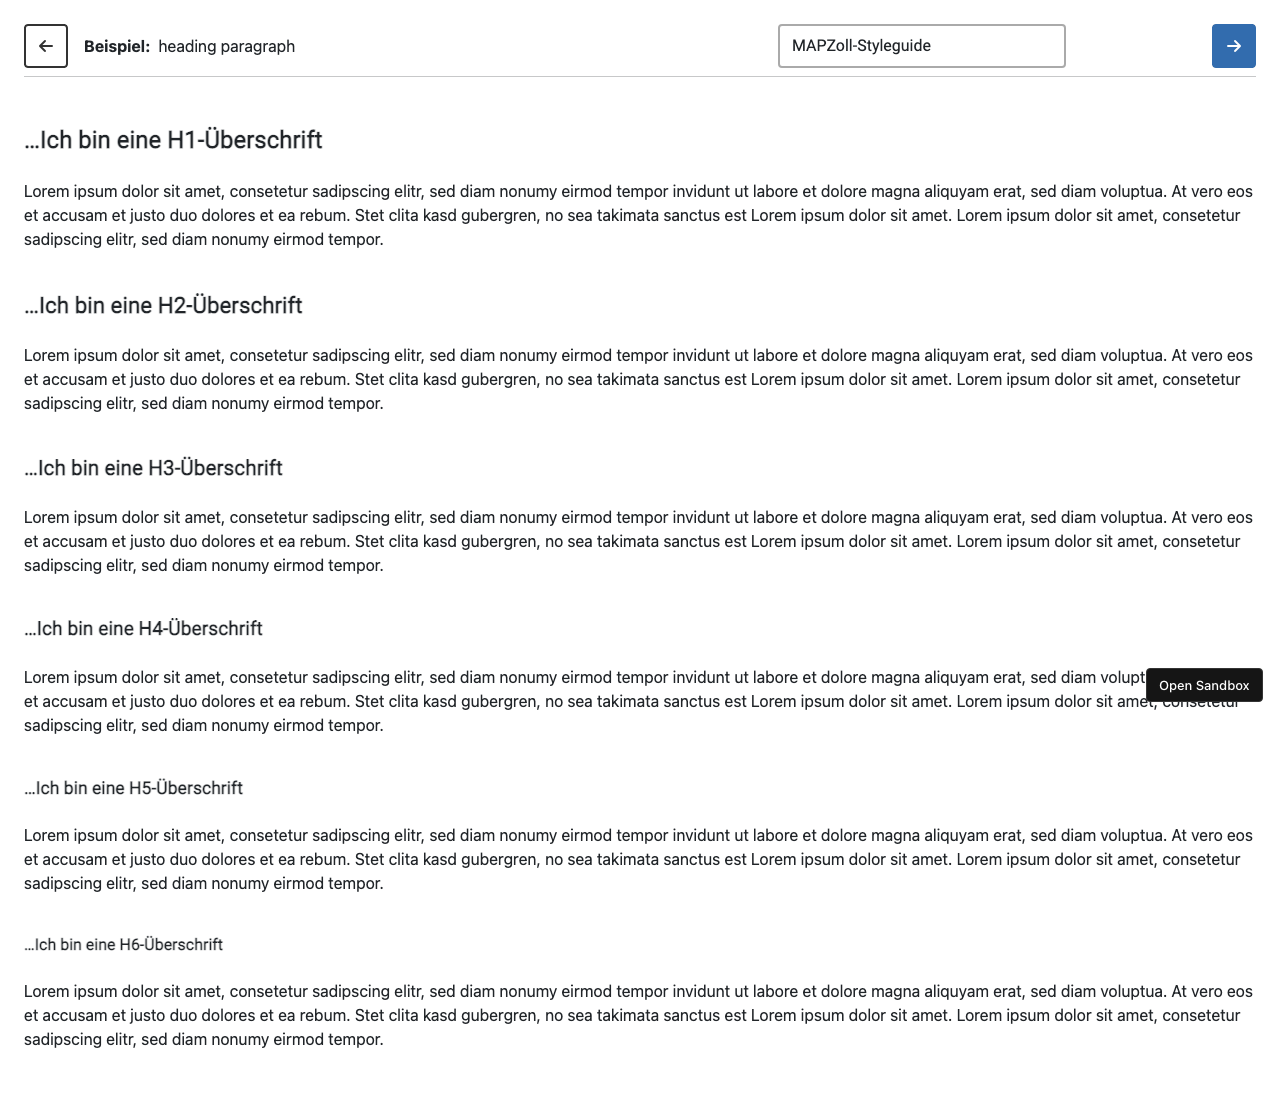 Beispiel: heading paragraph
MAPZoll-Styleguide
…Ich bin eine H1-Überschrift
Lorem ipsum dolor sit amet, consetetur sadipscing elitr, sed diam nonumy eirmod tempor invidunt ut labore et dolore magna aliquyam erat, sed diam voluptua. At vero eos
et accusam et justo duo dolores et ea rebum. Stet clita kasd gubergren, no sea takimata sanctus est Lorem ipsum dolor sit amet. Lorem ipsum dolor sit amet, consetetur
sadipscing elitr, sed diam nonumy eirmod tempor.
…Ich bin eine H2-Überschrift
Lorem ipsum dolor sit amet, consetetur sadipscing elitr, sed diam nonumy eirmod tempor invidunt ut labore et dolore magna aliquyam erat, sed diam voluptua. At vero eos
et accusam et justo duo dolores et ea rebum. Stet clita kasd gubergren, no sea takimata sanctus est Lorem ipsum dolor sit amet. Lorem ipsum dolor sit amet, consetetur
sadipscing elitr, sed diam nonumy eirmod tempor.
…Ich bin eine H3-Überschrift
Lorem ipsum dolor sit amet, consetetur sadipscing elitr, sed diam nonumy eirmod tempor invidunt ut labore et dolore magna aliquyam erat, sed diam voluptua. At vero eos
et accusam et justo duo dolores et ea rebum. Stet clita kasd gubergren, no sea takimata sanctus est Lorem ipsum dolor sit amet. Lorem ipsum dolor sit amet, consetetur
sadipscing elitr, sed diam nonumy eirmod tempor.
…Ich bin eine H4-Überschrift
Lorem ipsum dolor sit amet, consetetur sadipscing elitr, sed diam nonumy eirmod tempor invidunt ut labore et dolore magna aliquyam erat, sed diam volupt
Open Sandbox
et accusam et justo duo dolores et ea rebum. Stet clita kasd gubergren, no sea takimata sanctus est Lorem ipsum dolor sit amet. Lorem ipsum dolor sit amet, consetetur
sadipscing elitr, sed diam nonumy eirmod tempor.
…Ich bin eine H5-Überschrift
Lorem ipsum dolor sit amet, consetetur sadipscing elitr, sed diam nonumy eirmod tempor invidunt ut labore et dolore magna aliquyam erat, sed diam voluptua. At vero eos
et accusam et justo duo dolores et ea rebum. Stet clita kasd gubergren, no sea takimata sanctus est Lorem ipsum dolor sit amet. Lorem ipsum dolor sit amet, consetetur
sadipscing elitr, sed diam nonumy eirmod tempor.
…Ich bin eine H6-Überschrift
Lorem ipsum dolor sit amet, consetetur sadipscing elitr, sed diam nonumy eirmod tempor invidunt ut labore et dolore magna aliquyam erat, sed diam voluptua. At vero eos
et accusam et justo duo dolores et ea rebum. Stet clita kasd gubergren, no sea takimata sanctus est Lorem ipsum dolor sit amet. Lorem ipsum dolor sit amet, consetetur
sadipscing elitr, sed diam nonumy eirmod tempor.